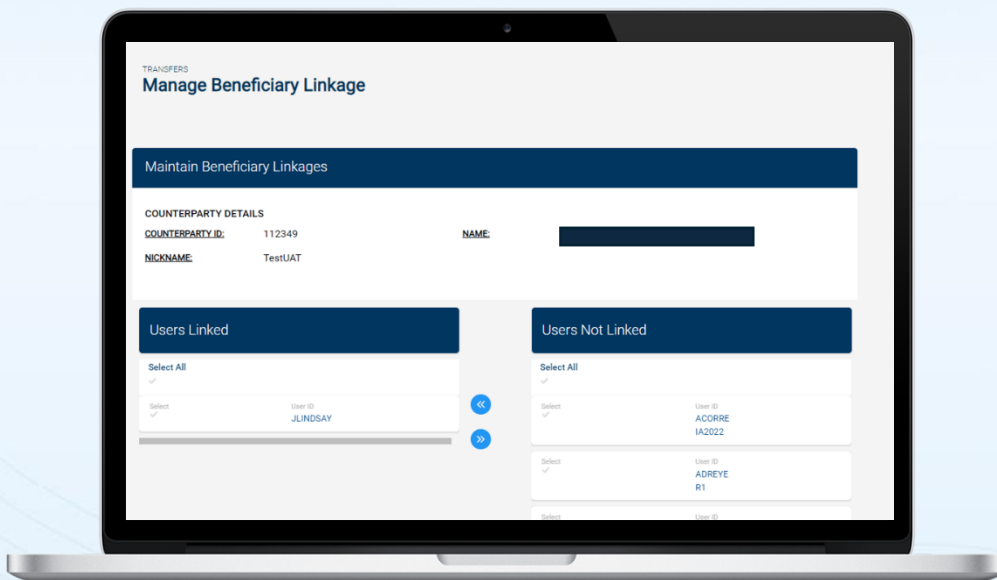 TRANSFERS
Manage Beneficiary Linkage
Maintain Beneficiary Linkages
COUNTERPARTY DETAILS
COUNTERPARTY ID: 112349 NAME:
NICKNAME: TestUAT
Users Linked
Select All
Select User ID
JLINDSAY
Users Not Linked
Select All
Select User ID
ACORRE
IA2022
Select User ID
ADREYE
R1
Select User ID